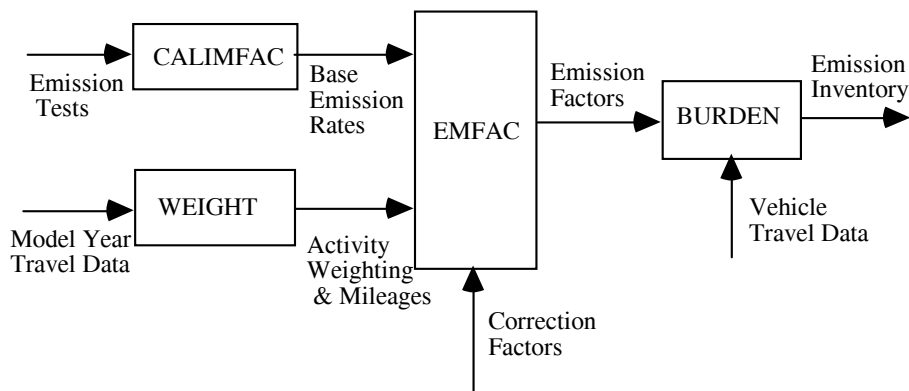 CALIMFAC
Emission
Tests
Base
Emission
Rates
EMFAC
Emission
Factors
BURDEN
Emission
Inventory
WEIGHT
Model Year
Travel Data
Activity
Weighting
& Mileages
Vehicle
Travel Data
Correction
Factors